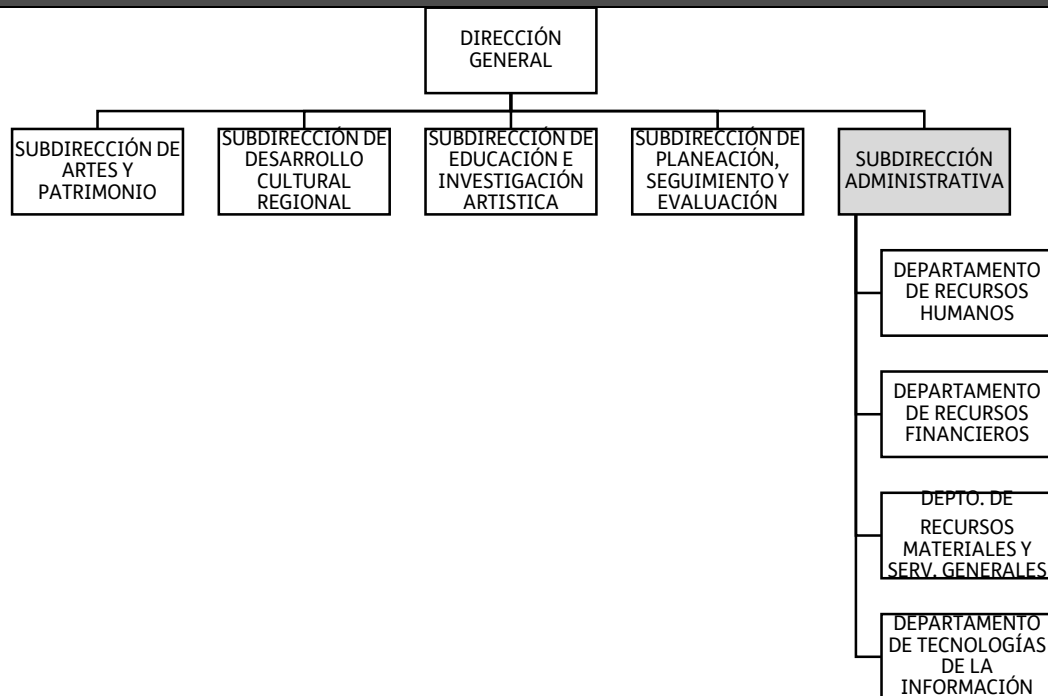 DIRECCIÓN
GENERAL
SUBDIRECCIÓN DE
ARTES Y
PATRIMONIO
SUBDIRECCIÓN DE
DESARROLLO
CULTURAL
REGIONAL
SUBDIRECCIÓN DE
EDUCACIÓN E
INVESTIGACIÓN
ARTISTICA
SUBDIRECCIÓN DE
PLANEACIÓN,
SEGUIMIENTO Y
EVALUACIÓN
SUBDIRECCIÓN
ADMINISTRATIVA
DEPARTAMENTO
DE RECURSOS
HUMANOS
DEPARTAMENTO
DE RECURSOS
FINANCIEROS
DEPTO. DE
RECURSOS
MATERIALES Y
SERV. GENERALES
DEPARTAMENTO
DE TECNOLOGÍAS
DE LA
INFORMACIÓN